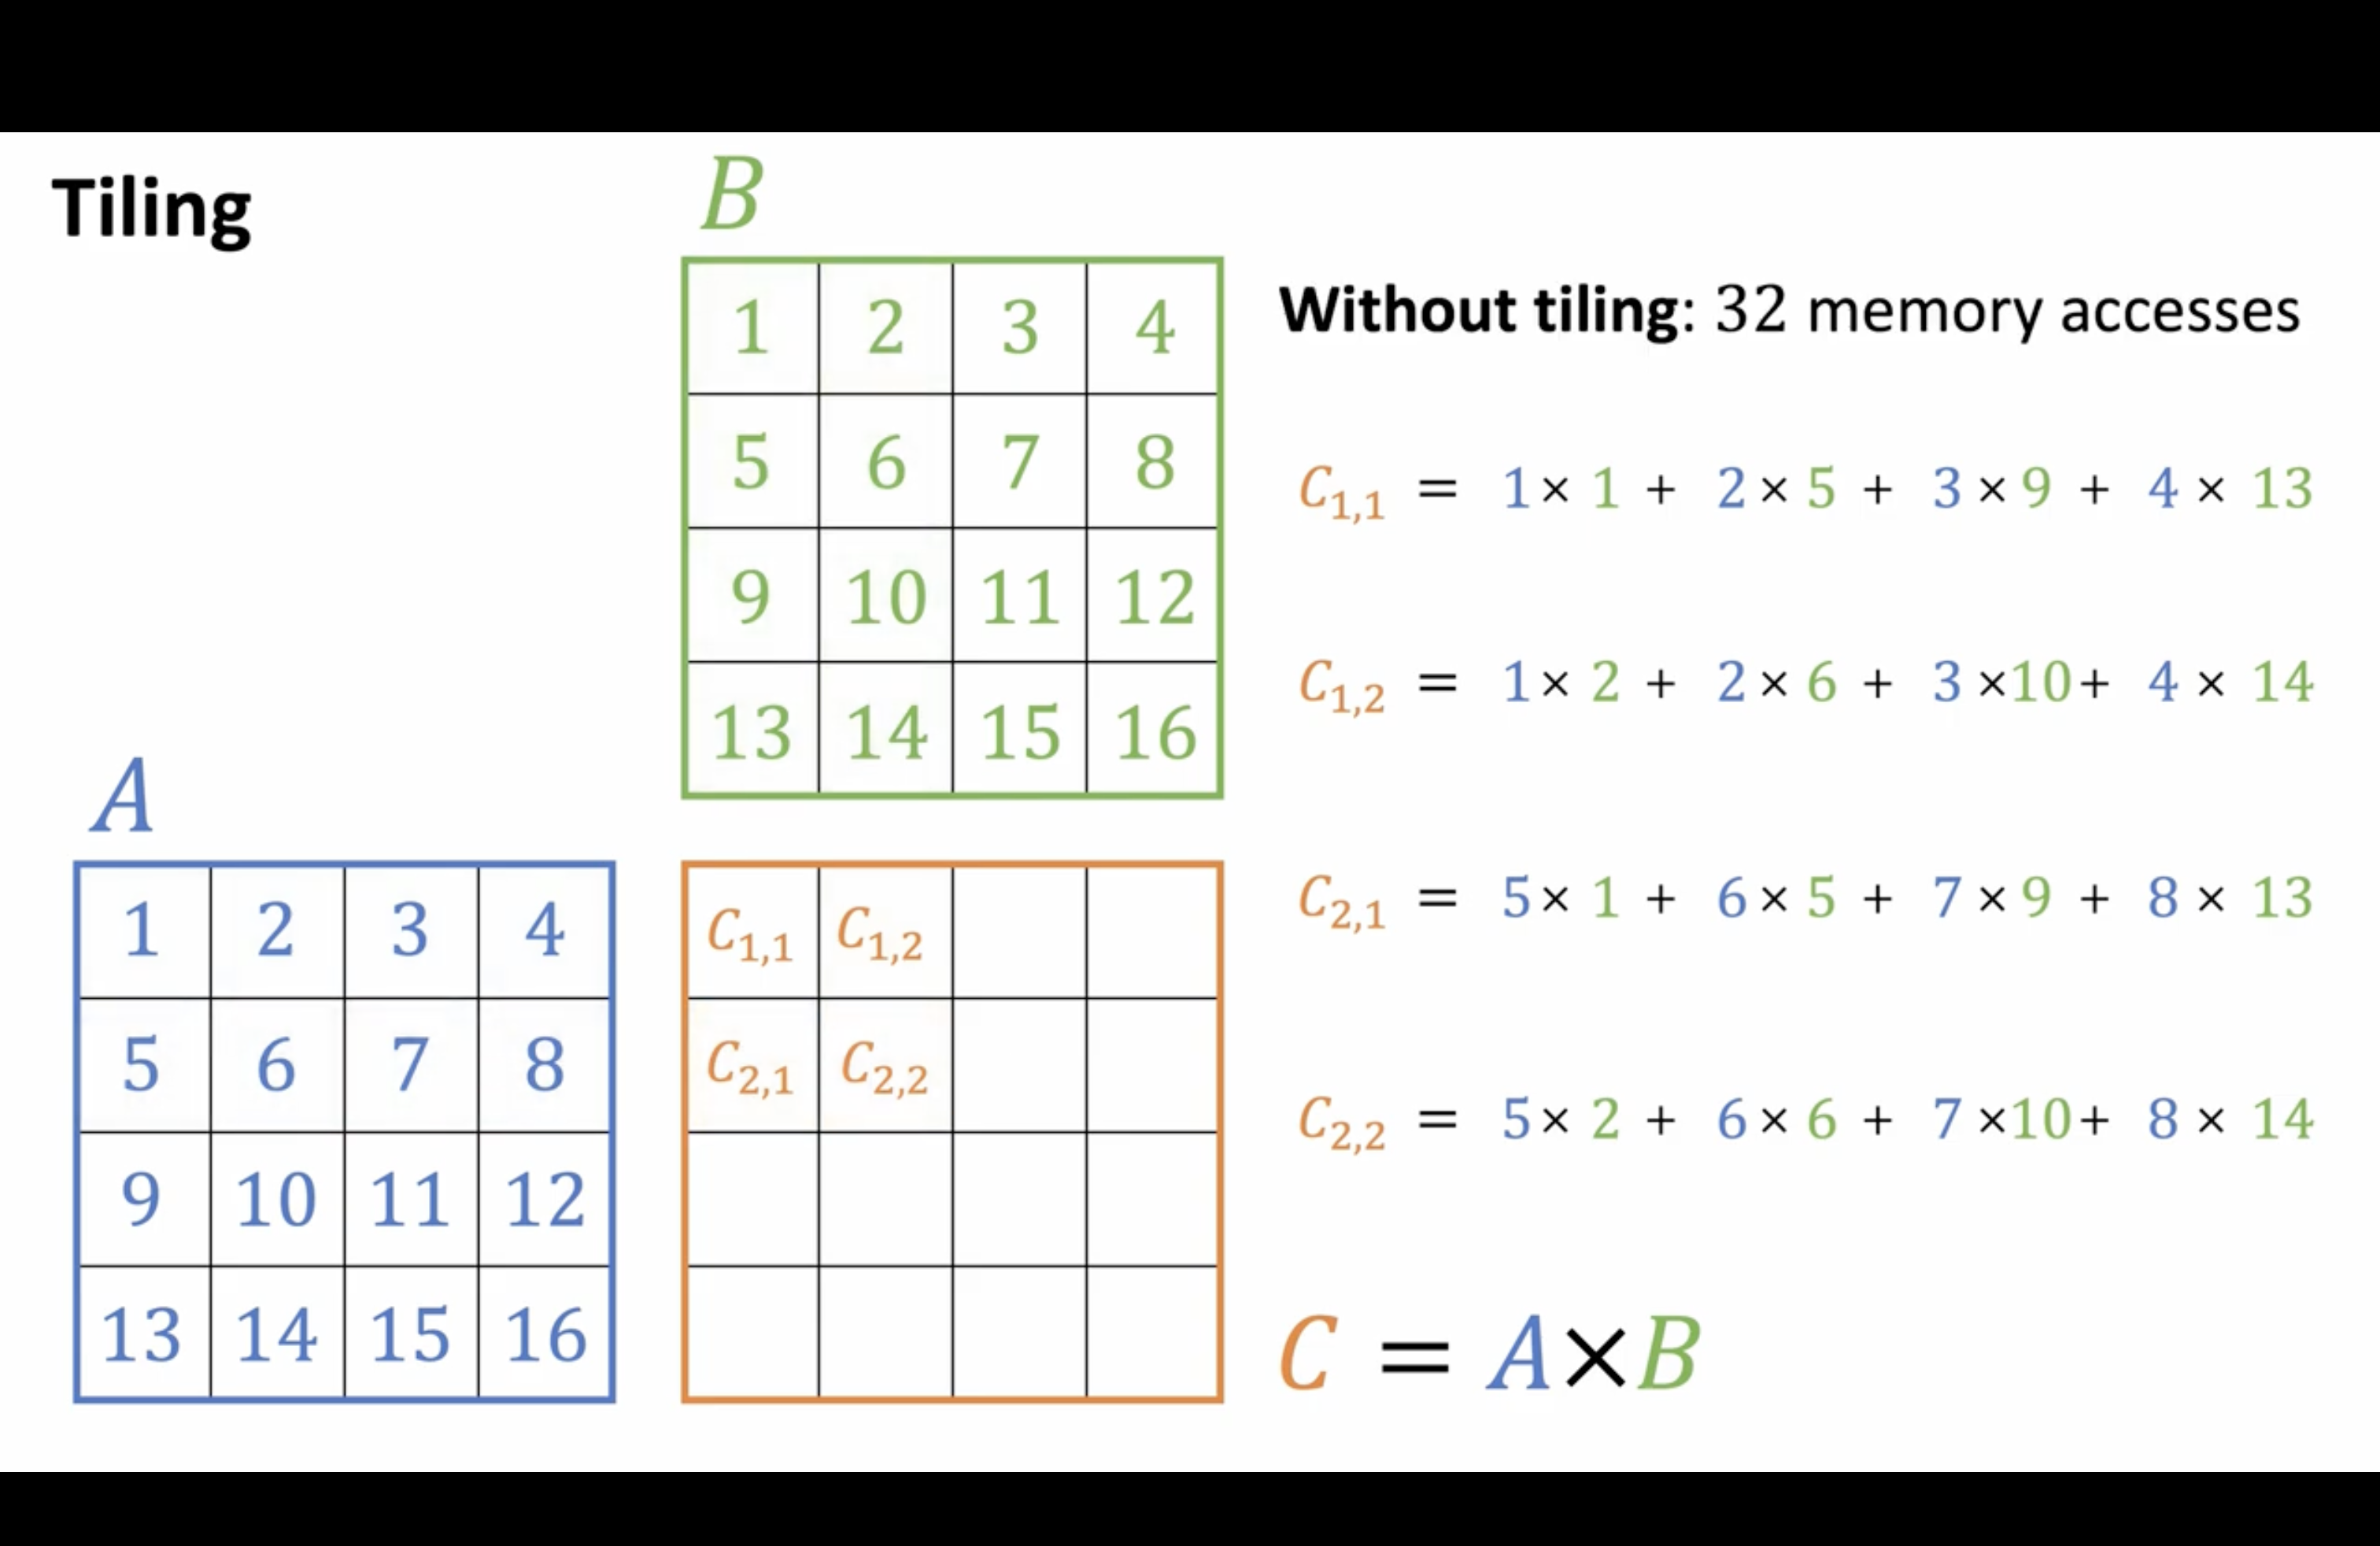 Tiling
B
1 2 3 4
5 6 7 8
9 10 11 12
13 14 15 16
A
1 2 3 4
5 6 7 8
9 10 11 12
13 14 15 16
C1,1 C1,2
C2,1 C2,2
Without tiling: 32 memory accesses
C1,1 = 1 × 1 + 2 × 5 + 3 × 9 + 4 × 13
C1,2 = 1 × 2 + 2 × 6 + 3 × 10 + 4 × 14
C2,1 = 5 × 1 + 6 × 5 + 7 × 9 + 8 × 13
C2,2 = 5 × 2 + 6 × 6 + 7 × 10 + 8 × 14
C = A × B